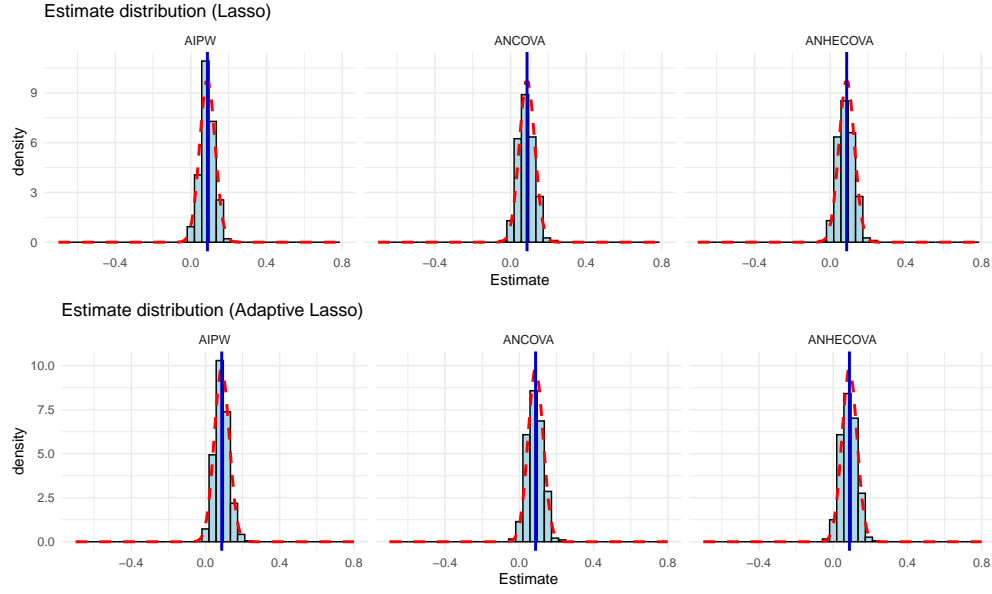 Estimate distribution (Lasso)
AIPW ANCOVA ANHECOVA
density
9
6
3
0
−0.4 0.0 0.4 0.8 −0.4 0.0 0.4 0.8 −0.4 0.0 0.4 0.8
Estimate
Estimate distribution (Adaptive Lasso)
AIPW ANCOVA ANHECOVA
density
10.0
7.5
5.0
2.5
0.0
−0.4 0.0 0.4 0.8 −0.4 0.0 0.4 0.8 −0.4 0.0 0.4 0.8
Estimate